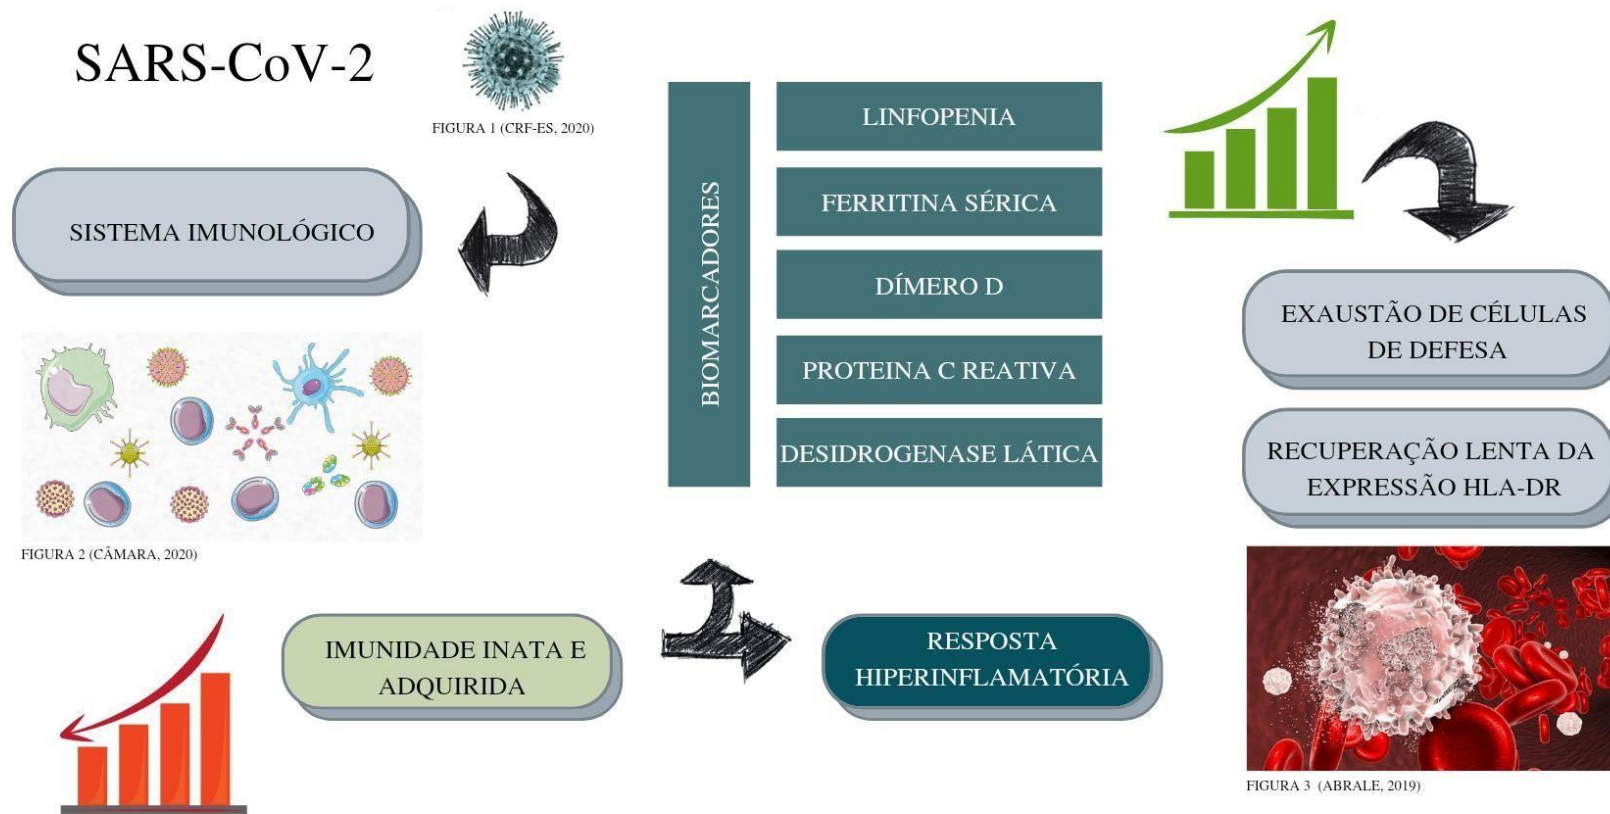 SARS-CoV-2
FIGURA 1 (CRF-ES, 2020)
SISTEMA IMUNOLÓGICO
FIGURA 2 (CÂMARA, 2020)
IMUNIDADE INATA E
ADQUIRIDA
BIOMARCADORES
LINFOPENIA
FERRITINA SÉRICA
DÍMERO D
PROTEINA C REATIVA
DESIDROGENASE LÁTICA
RESPOSTA
HIPERINFLAMATÓRIA
EXAUSTÃO DE CÉLULAS
DE DEFESA
RECUPERAÇÃO LENTA DA
EXPRESSÃO HLA-DR
FIGURA 3 (ABRALE, 2019)